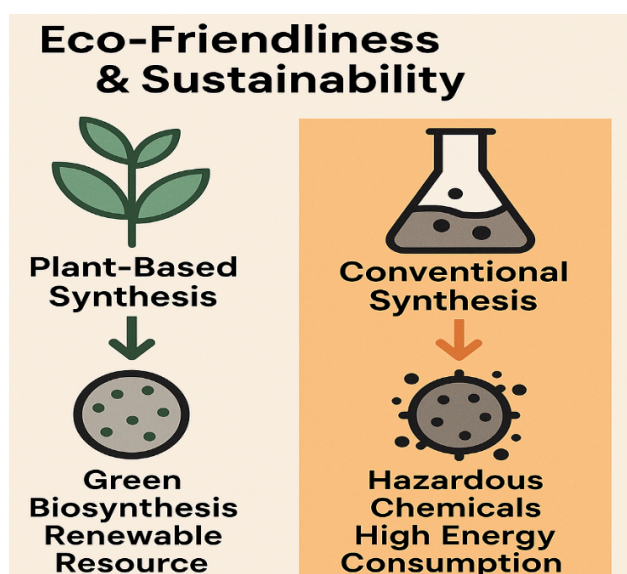 Eco-Friendliness
& Sustainability
Plant-Based
Synthesis
Conventional
Synthesis
Green
Biosynthesis
Renewable
Resource
Hazardous
Chemicals
High Energy
Consumption